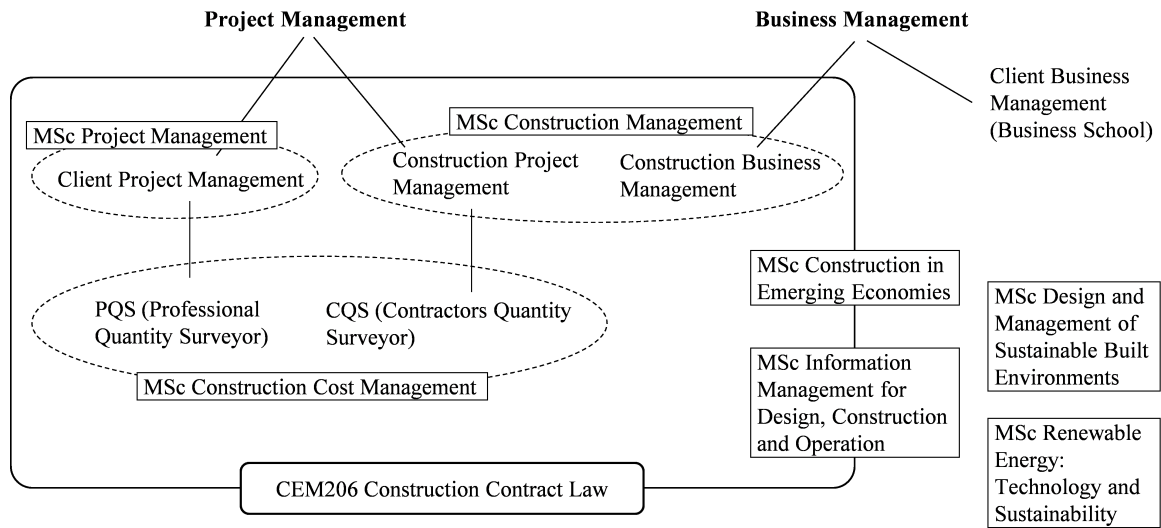 Project Management
Business Management
Client Business
Management
(Business School)
MSc Project Management
Client Project Management
MSc Construction Management
Construction Project
Management
Construction Business
Management
PQS (Professional
Quantity Surveyor)
CQS (Contractors Quantity
Surveyor)
MSc Construction Cost Management
MSc Construction in
Emerging Economies
MSc Information
Management for
Design, Construction
and Operation
MSc Design and
Management of
Sustainable Built
Environments
MSc Renewable
Energy:
Technology and
Sustainability
CEM206 Construction Contract Law